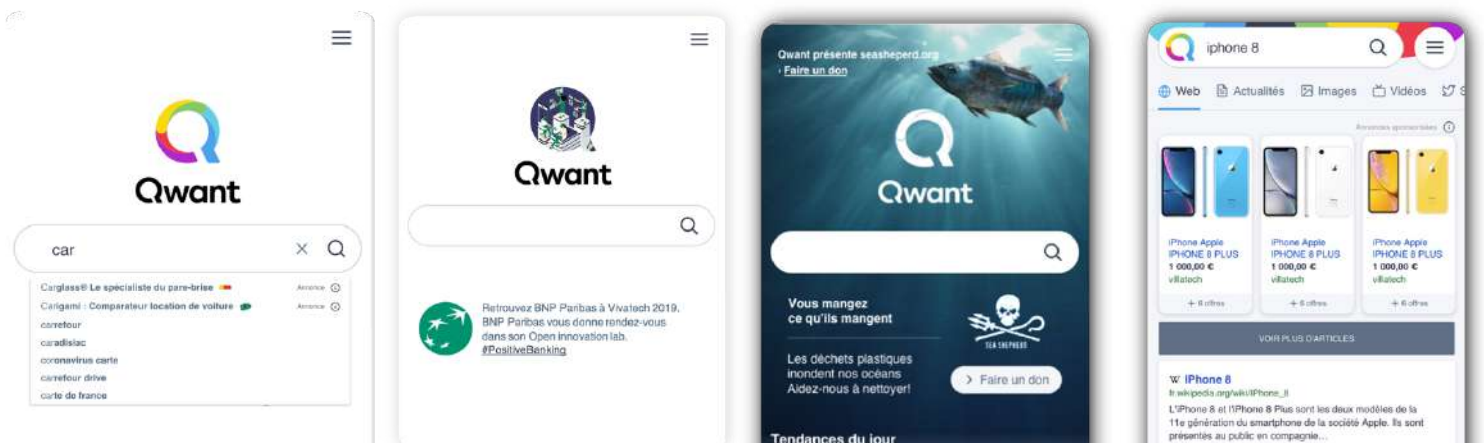 Qwant
car
Carglass® Le spécialiste du pare-brise
Annonce
Carigami : Comparateur location de voiture
Annonce
carrefour
caradisiac
coronavirus carte
carrefour drive
carte de france
Qwant
Retrouvez BNP Paribas à Vivatech 2019.
BNP Paribas vous donne rendez-vous
dans son Open innovation lab.
#PositiveBanking
Qwant présente seasheperd.org
› Faire un don
Qwant
Vous mangez
ce qu'ils mangent
SEA SHEPHERD
Les déchets plastiques
inondent nos océans
Aidez-nous à nettoyer!
> Faire un don
Tendances du jour
iphone 8
Web Actualités Images Vidéos S
Annonces sponsorisées
iPhone Apple
IPHONE 8 PLUS
1 000,00 €
villatech
+ 6 offres
iPhone Apple
IPHONE 8 PLUS
1 000,00 €
villatech
+ 6 offres
iPhone Apple
IPHONE 8 PLUS
1 000,00 €
villatech
+ 6 offres
VOIR PLUS D'ARTICLES
W iPhone 8
fr.wikipedia.org/wiki/IPhone_8
L'iPhone 8 et l'iPhone 8 Plus sont les deux modèles de la
11e génération du smartphone de la société Apple. Ils sont
présentés au public en compagnie...